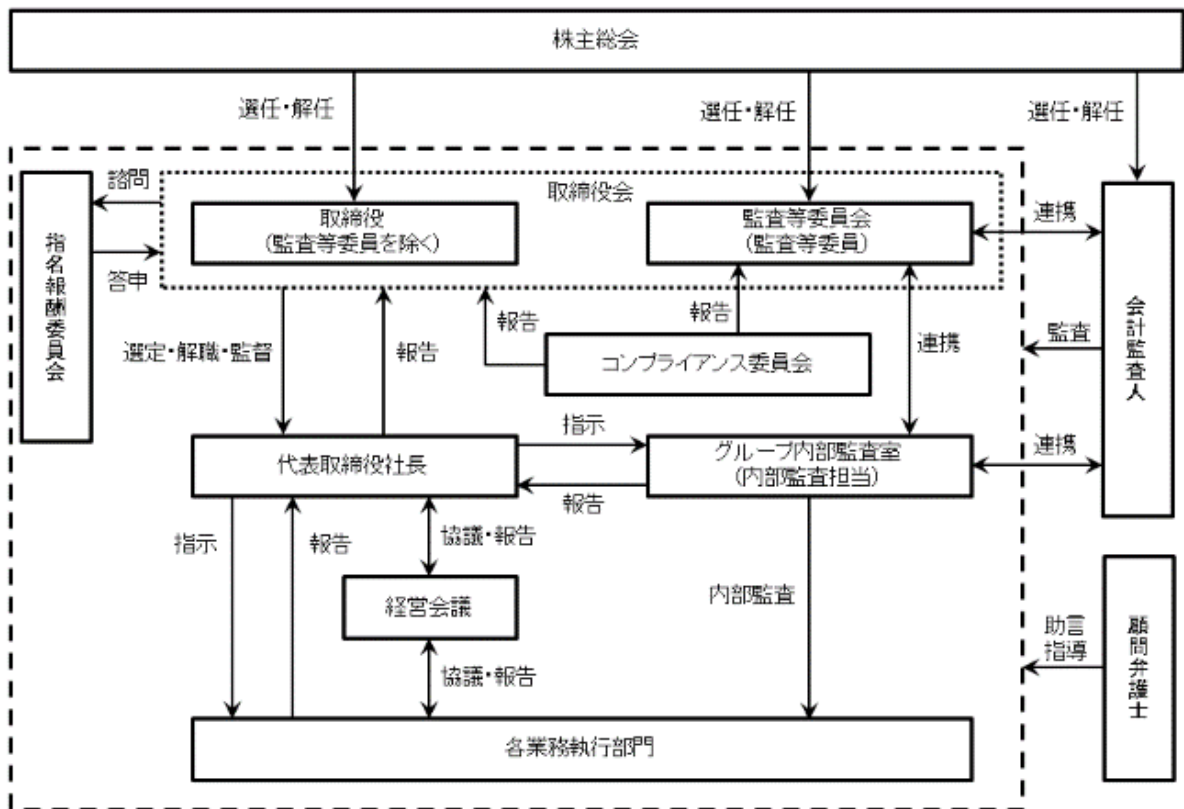 株主総会
選任・解任
選任・解任
選任・解任
諮問
取締役会
取締役
(監査等委員を除く)
監査等委員会
(監査等委員)
連携
指名報酬委員会
答申
会計監査人
報告
報告
選定・解職・監督
報告
コンプライアンス委員会
連携
監査
指示
代表取締役社長
グループ内部監査室
(内部監査担当)
連携
報告
指示
報告
協議・報告
経営会議
内部監査
助言
指導
顧問弁護士
協議・報告
各業務執行部門